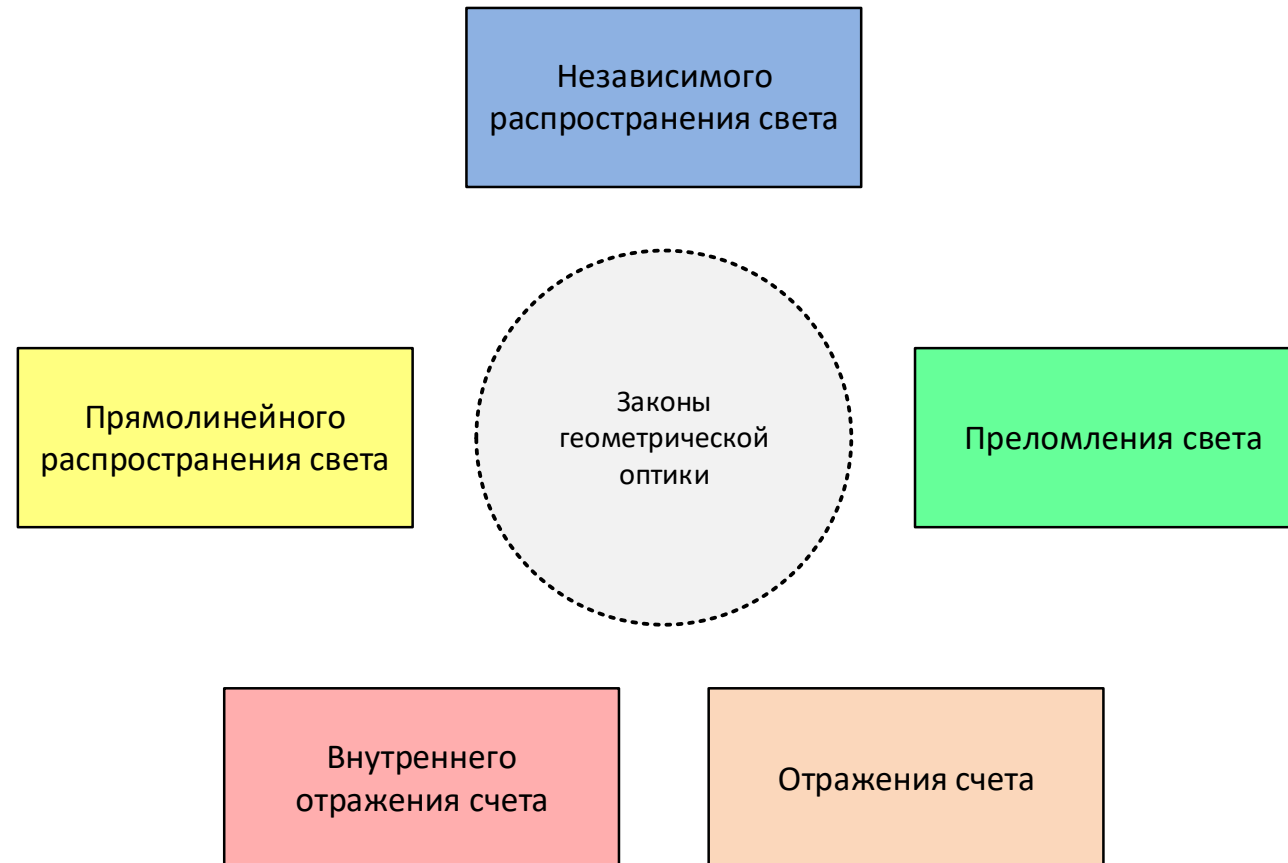 Независимого
распространения света
Прямолинейного
распространения света
Законы
геометрической
оптики
Преломления света
Внутреннего
отражения счета
Отражения счета